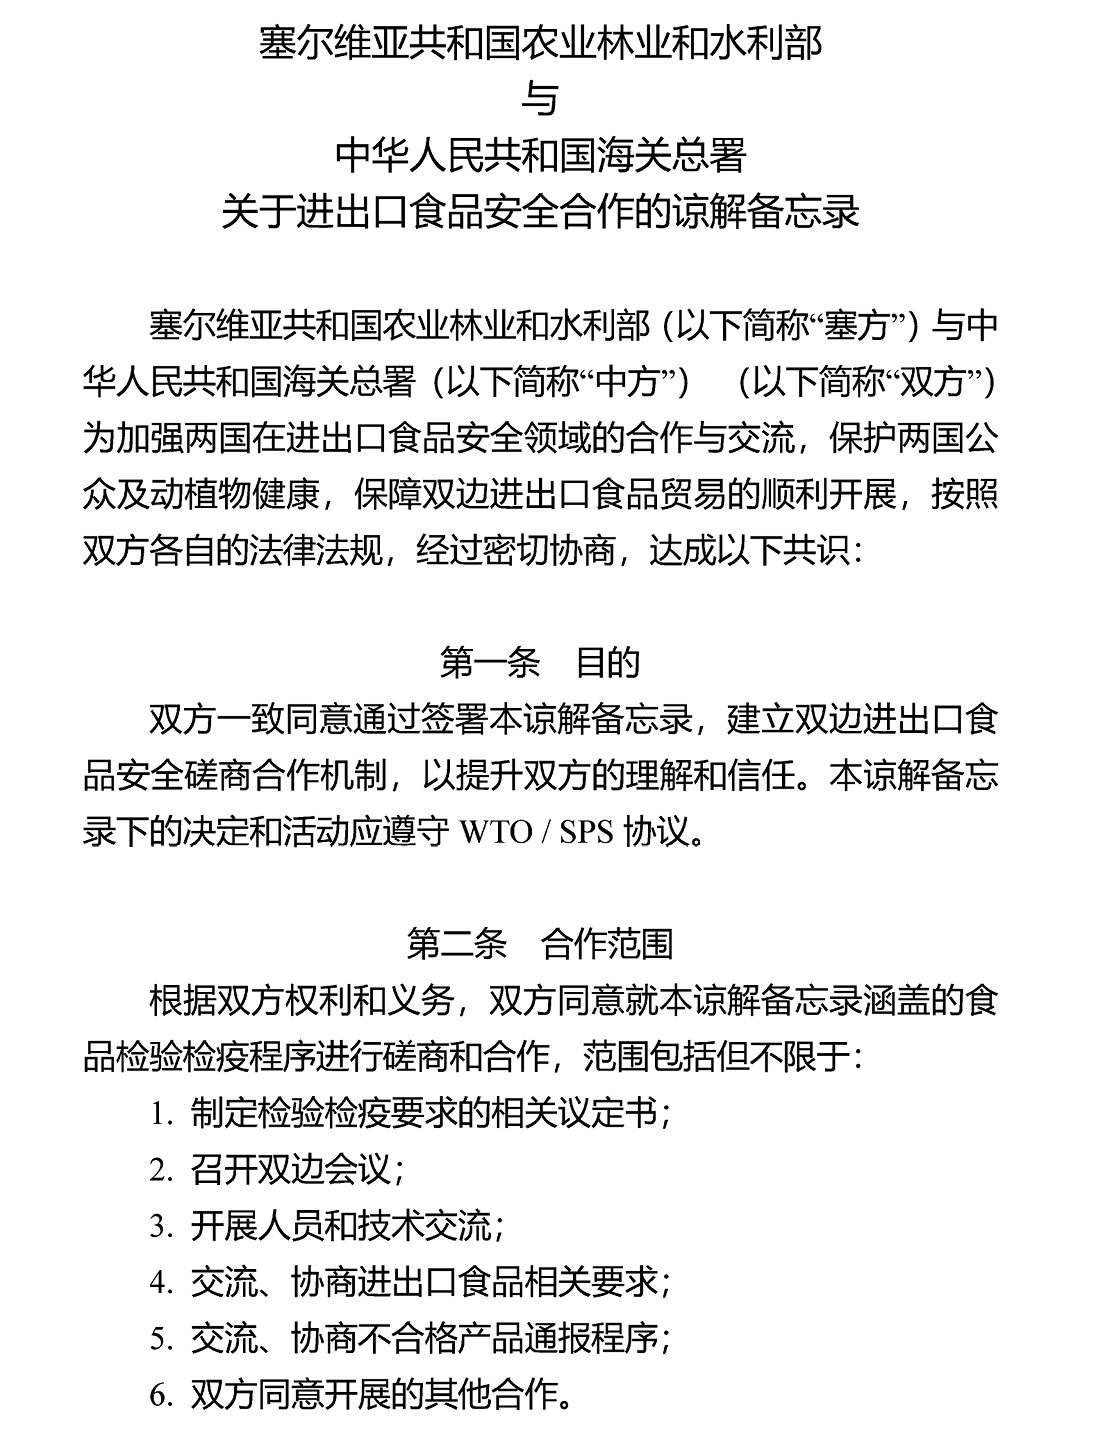 塞尔维亚共和国农业林业和水利部
与
中华人民共和国海关总署
关于进出口食品安全合作的谅解备忘录
塞尔维亚共和国农业林业和水利部（以下简称“塞方”）与中
华人民共和国海关总署（以下简称“中方”） （以下简称“双方”）
为加强两国在进出口食品安全领域的合作与交流，保护两国公
众及动植物健康，保障双边进出口食品贸易的顺利开展，按照
双方各自的法律法规，经过密切协商，达成以下共识：
第一条 目的
双方一致同意通过签署本谅解备忘录，建立双边进出口食
品安全磋商合作机制，以提升双方的理解和信任。本谅解备忘
录下的决定和活动应遵守 WTO / SPS 协议。
第二条 合作范围
根据双方权利和义务，双方同意就本谅解备忘录涵盖的食
品检验检疫程序进行磋商和合作，范围包括但不限于：
1. 制定检验检疫要求的相关议定书；
2. 召开双边会议；
3. 开展人员和技术交流；
4. 交流、协商进出口食品相关要求；
5. 交流、协商不合格产品通报程序；
6. 双方同意开展的其他合作。